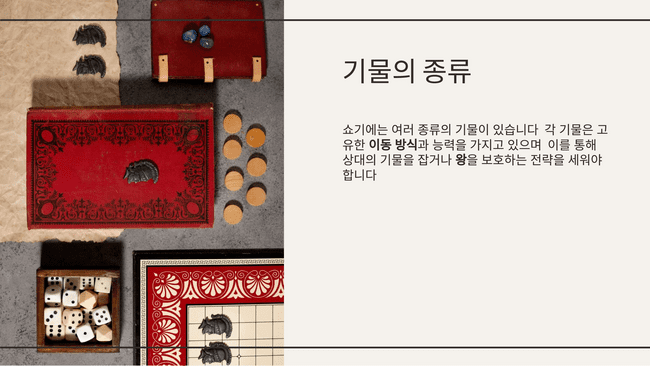 기물의 종류
쇼기에는 여러 종류의 기물이 있습니다 각 기물은 고
유한 이동 방식과 능력을 가지고 있으며 이를 통해
상대의 기물을 잡거나 왕을 보호하는 전략을 세워야
합니다